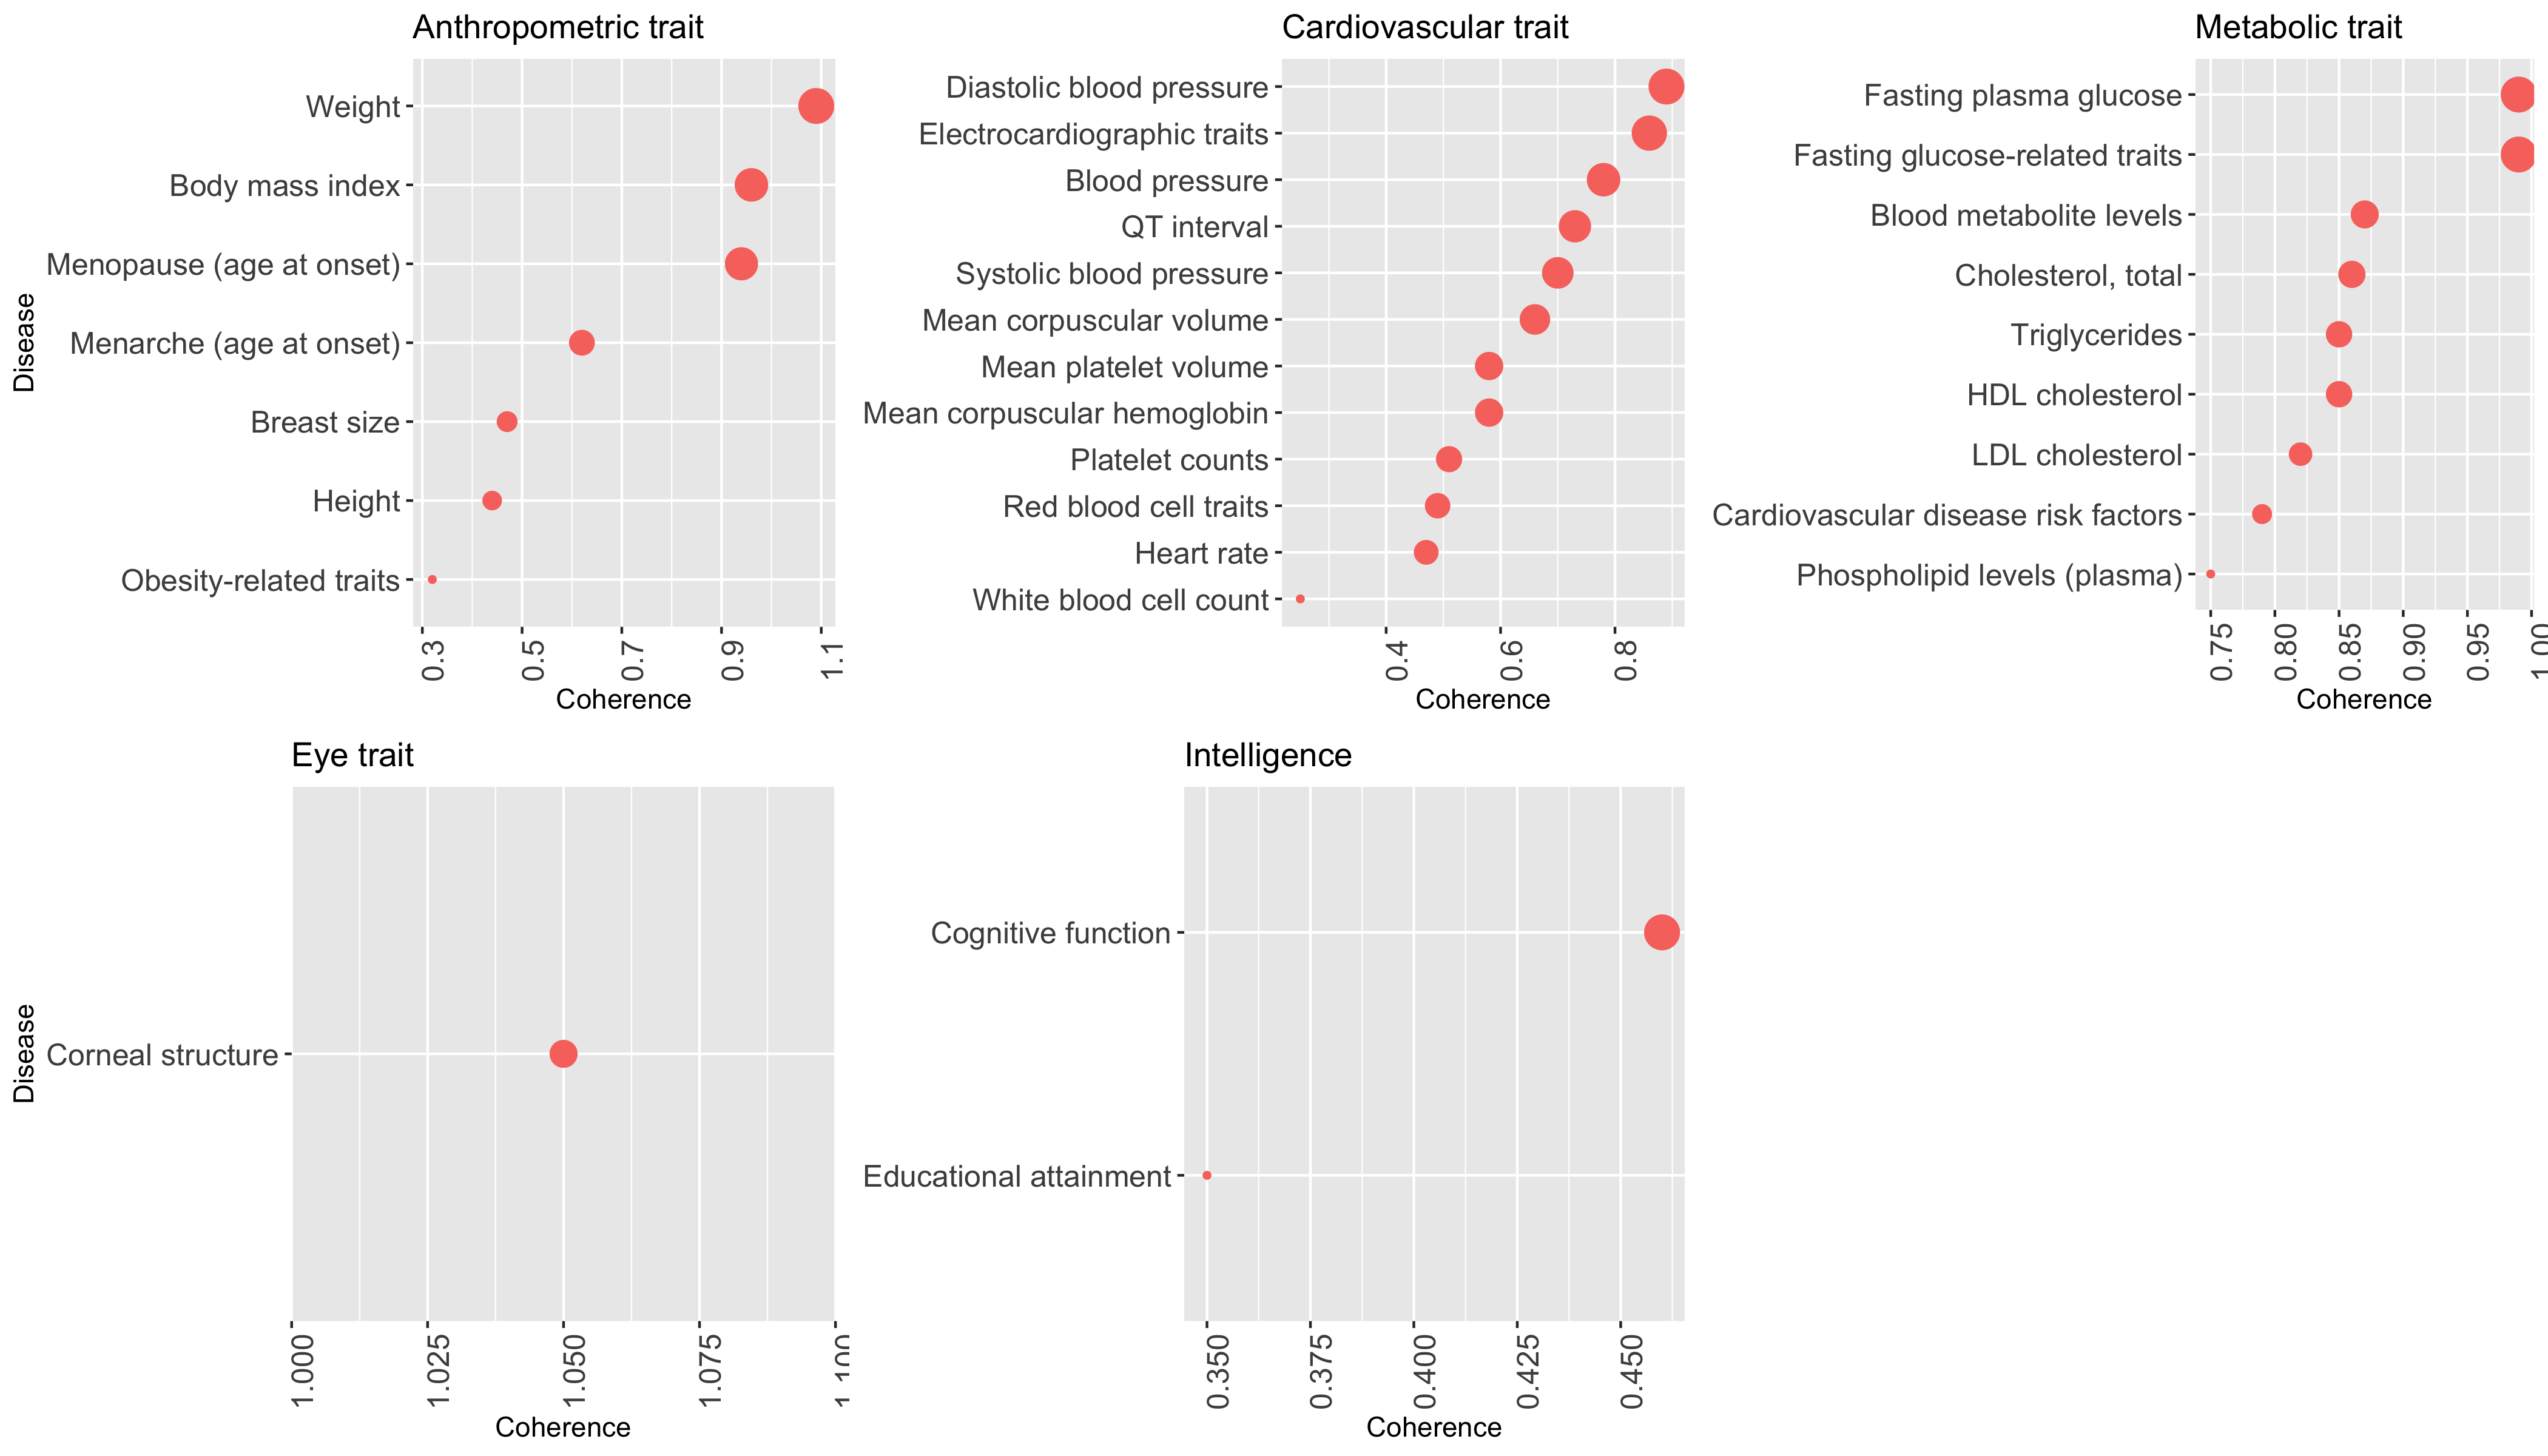 Anthropometric trait
Disease
Weight
Body mass index
Menopause (age at onset)
Menarche (age at onset)
Breast size
Height
Obesity-related traits
0.3
0.5
0.7
0.9
1.1
Coherence
Cardiovascular trait
Diastolic blood pressure
Electrocardiographic traits
Blood pressure
QT interval
Systolic blood pressure
Mean corpuscular volume
Mean platelet volume
Mean corpuscular hemoglobin
Platelet counts
Red blood cell traits
Heart rate
White blood cell count
0.4
0.6
0.8
Coherence
Metabolic trait
Fasting plasma glucose
Fasting glucose-related traits
Blood metabolite levels
Cholesterol, total
Triglycerides
HDL cholesterol
LDL cholesterol
Cardiovascular disease risk factors
Phospholipid levels (plasma)
0.75
0.80
0.85
0.90
0.95
1.00
Coherence
Eye trait
Disease
Corneal structure
1.000
1.025
1.050
1.075
1.100
Coherence
Intelligence
Cognitive function
Educational attainment
0.350
0.375
0.400
0.425
0.450
Coherence